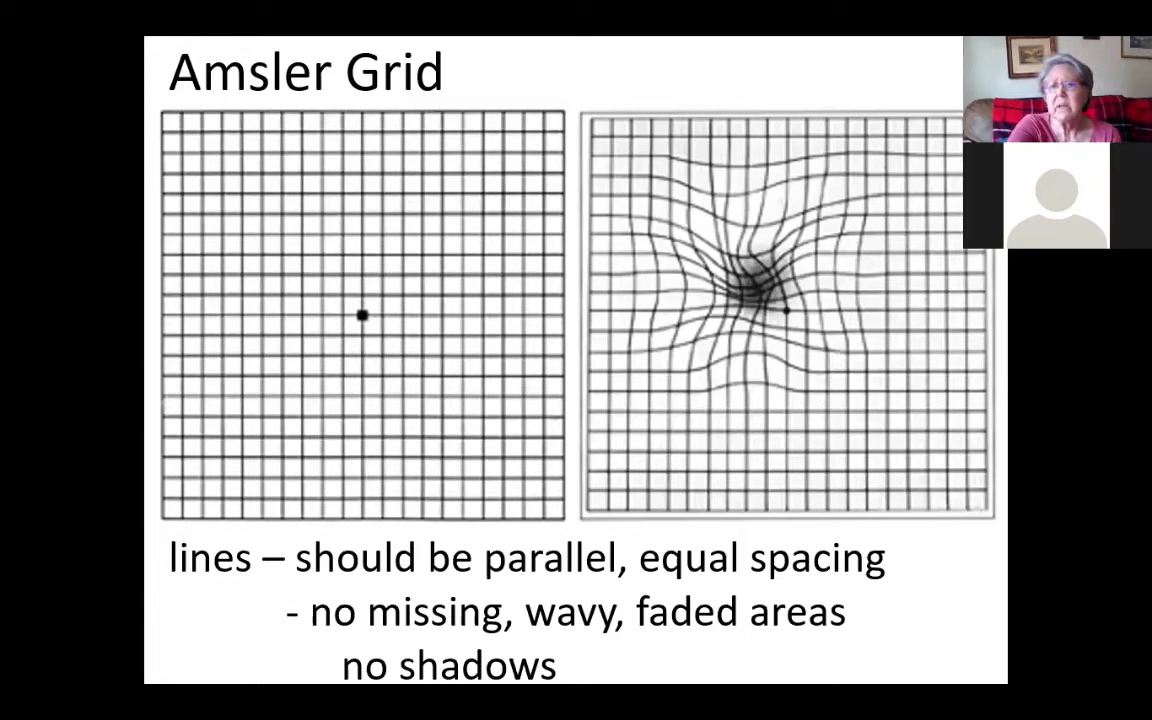 Amsler Grid
lines – should be parallel, equal spacing
- no missing, wavy, faded areas
no shadows